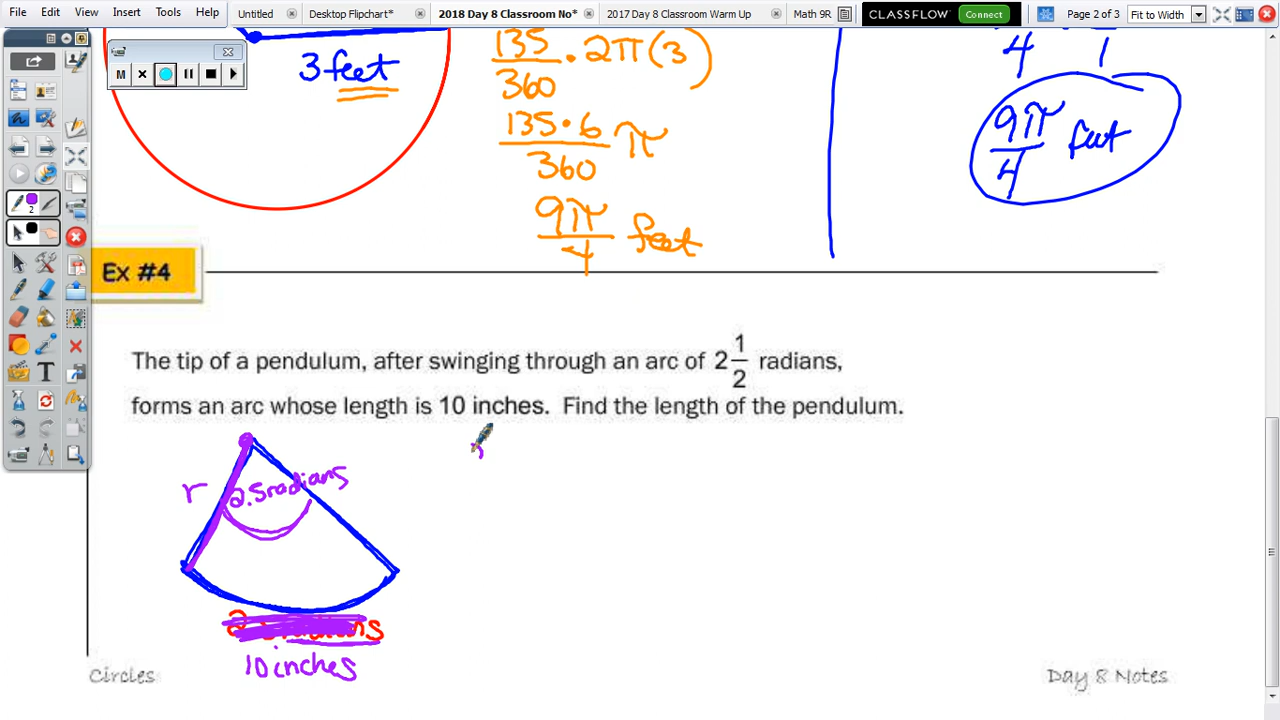 File Edit View Insert Tools Help
Untitled Desktop Flipchart* 2018 Day 8 Classroom No* 2017 Day 8 Classroom Warm Up Math 9R CLASSFLOW Connect Page 2 of 3 Fit to Width
M
2
T
3 feet
135/360 · 2π(3)
135·6/360 π
9π/4 feet
4 1
9π/4 feet
Ex #4
The tip of a pendulum, after swinging through an arc of 2 1/2 radians,
forms an arc whose length is 10 inches. Find the length of the pendulum.
r
2.5 radians
10 inches
Circles
Day 8 Notes